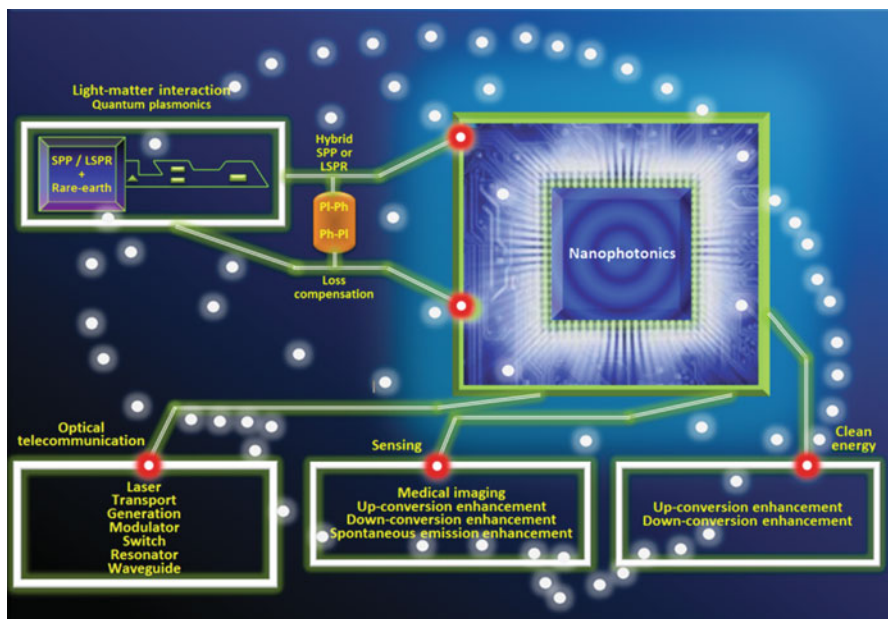 Light-matter interaction
Quantum plasmonics
SPP / LSPR
+
Rare-earth
Hybrid
SPP or
LSPR
Pl-Ph
Ph-Pl
Loss
compensation
Nanophotonics
Optical
telecommunication
Laser
Transport
Generation
Modulator
Switch
Resonator
Waveguide
Sensing
Medical imaging
Up-conversion enhancement
Down-conversion enhancement
Spontaneous emission enhancement
Clean
energy
Up-conversion enhancement
Down-conversion enhancement